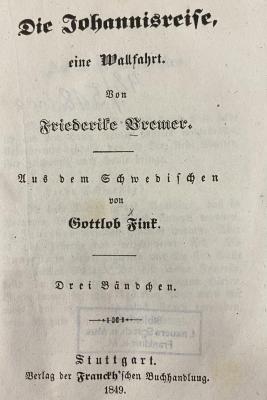 Die Johannisreise,
eine Wallfahrt.
Von
Friederike Bremer.
Aus dem Schwedischen
von
Gottlob Fink.
Drei Bändchen.
Stuttgart.
Verlag der Franckh'schen Buchhandlung.
1849.